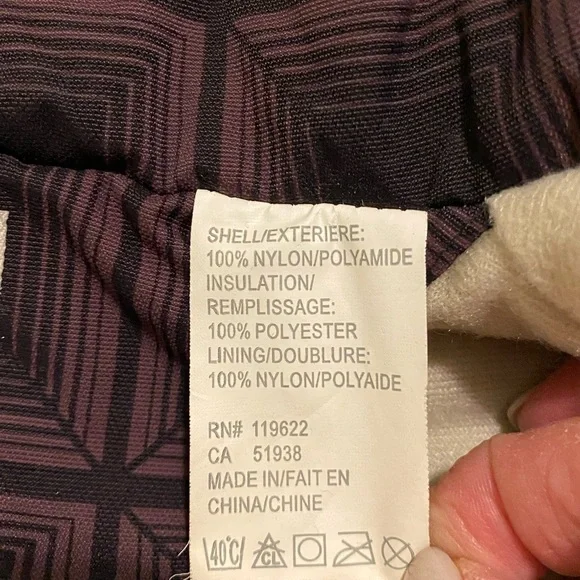 SHELL/EXTERIERE:
100% NYLON/POLYAMIDE
INSULATION/
REMPLISSAGE:
100% POLYESTER
LINING/DOUBLURE:
100% NYLON/POLYAIDE
RN# 119622
CA 51938
MADE IN/FAIT EN
CHINA/CHINE
40°C CL